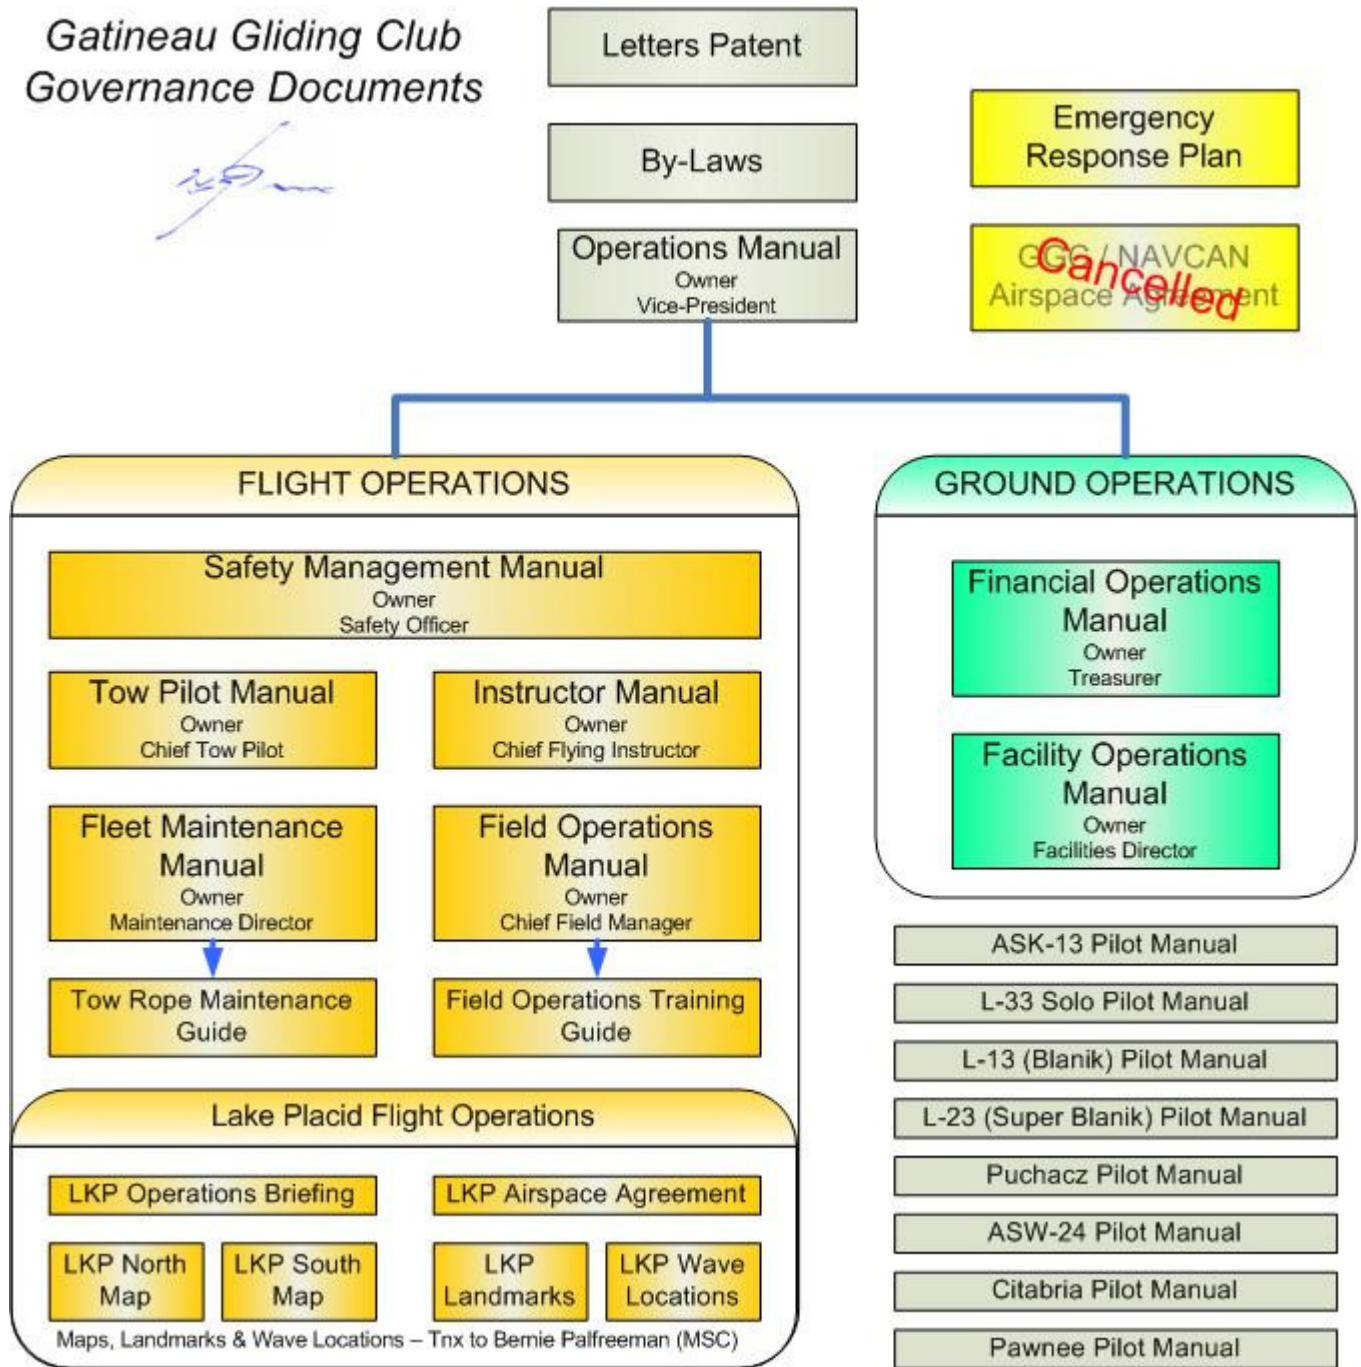 Gatineau Gliding Club
Governance Documents
Letters Patent
By-Laws
Operations Manual
Owner
Vice-President
Emergency
Response Plan
GGC / NAVCAN
Airspace Agreement
Cancelled
FLIGHT OPERATIONS
Safety Management Manual
Owner
Safety Officer
Tow Pilot Manual
Owner
Chief Tow Pilot
Instructor Manual
Owner
Chief Flying Instructor
Fleet Maintenance
Manual
Owner
Maintenance Director
Field Operations
Manual
Owner
Chief Field Manager
Tow Rope Maintenance
Guide
Field Operations Training
Guide
Lake Placid Flight Operations
LKP Operations Briefing
LKP Airspace Agreement
LKP North
Map
LKP South
Map
LKP
Landmarks
LKP Wave
Locations
Maps, Landmarks & Wave Locations – Tnx to Bernie Palfreeman (MSC)
GROUND OPERATIONS
Financial Operations
Manual
Owner
Treasurer
Facility Operations
Manual
Owner
Facilities Director
ASK-13 Pilot Manual
L-33 Solo Pilot Manual
L-13 (Blanik) Pilot Manual
L-23 (Super Blanik) Pilot Manual
Puchacz Pilot Manual
ASW-24 Pilot Manual
Citabria Pilot Manual
Pawnee Pilot Manual